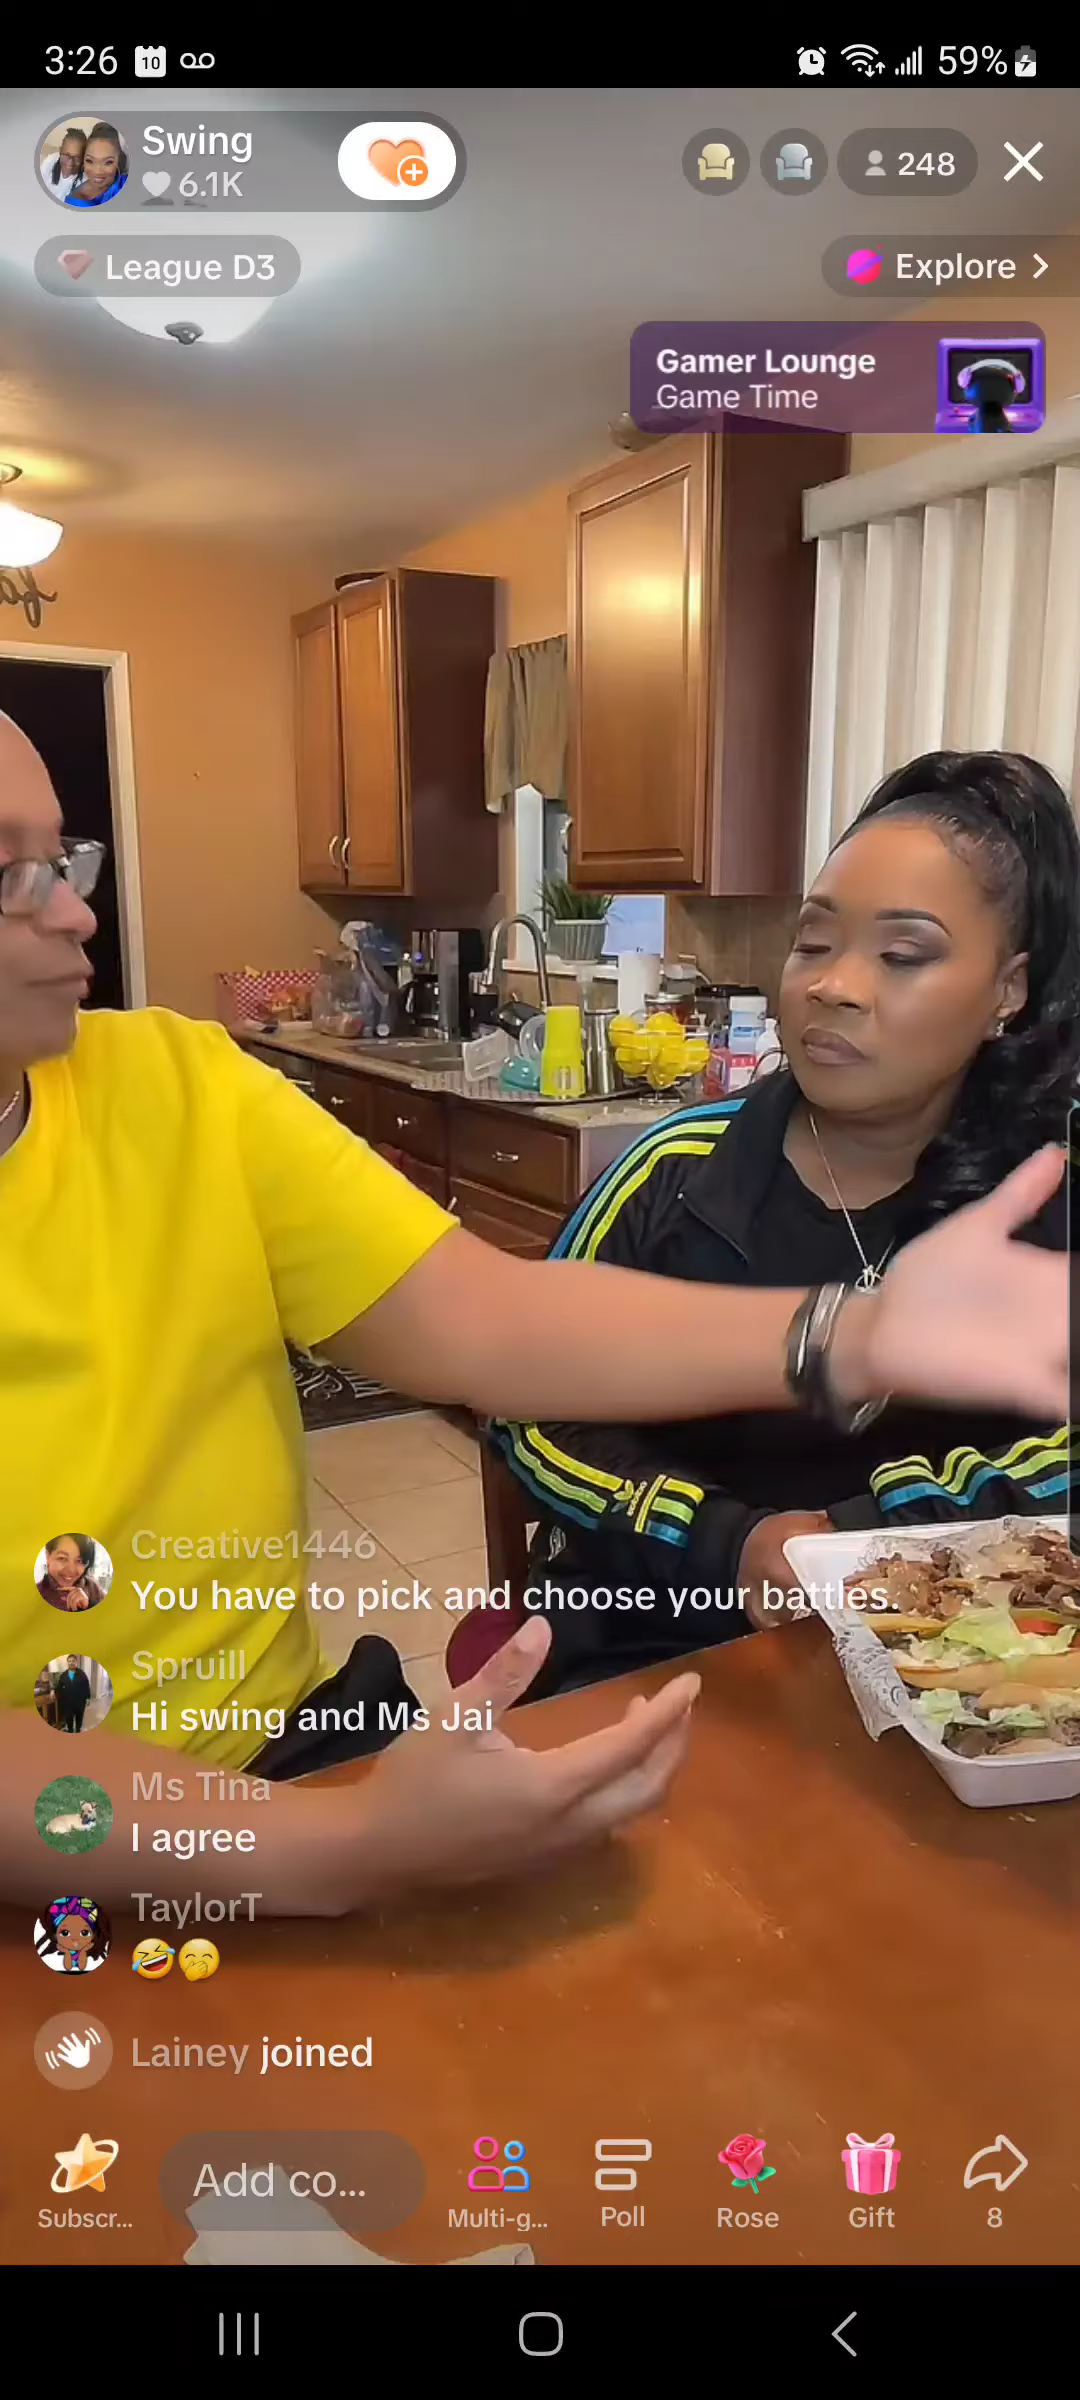 3:26
10
59%
Swing
6.1K
248
League D3
Explore
Gamer Lounge
Game Time
Creative1446
You have to pick and choose your battles.
Spruill
Hi swing and Ms Jai
Ms Tina
I agree
TaylorT
🤣🤭
Lainey joined
Add co...
Subscr...
Multi-g...
Poll
Rose
Gift
8